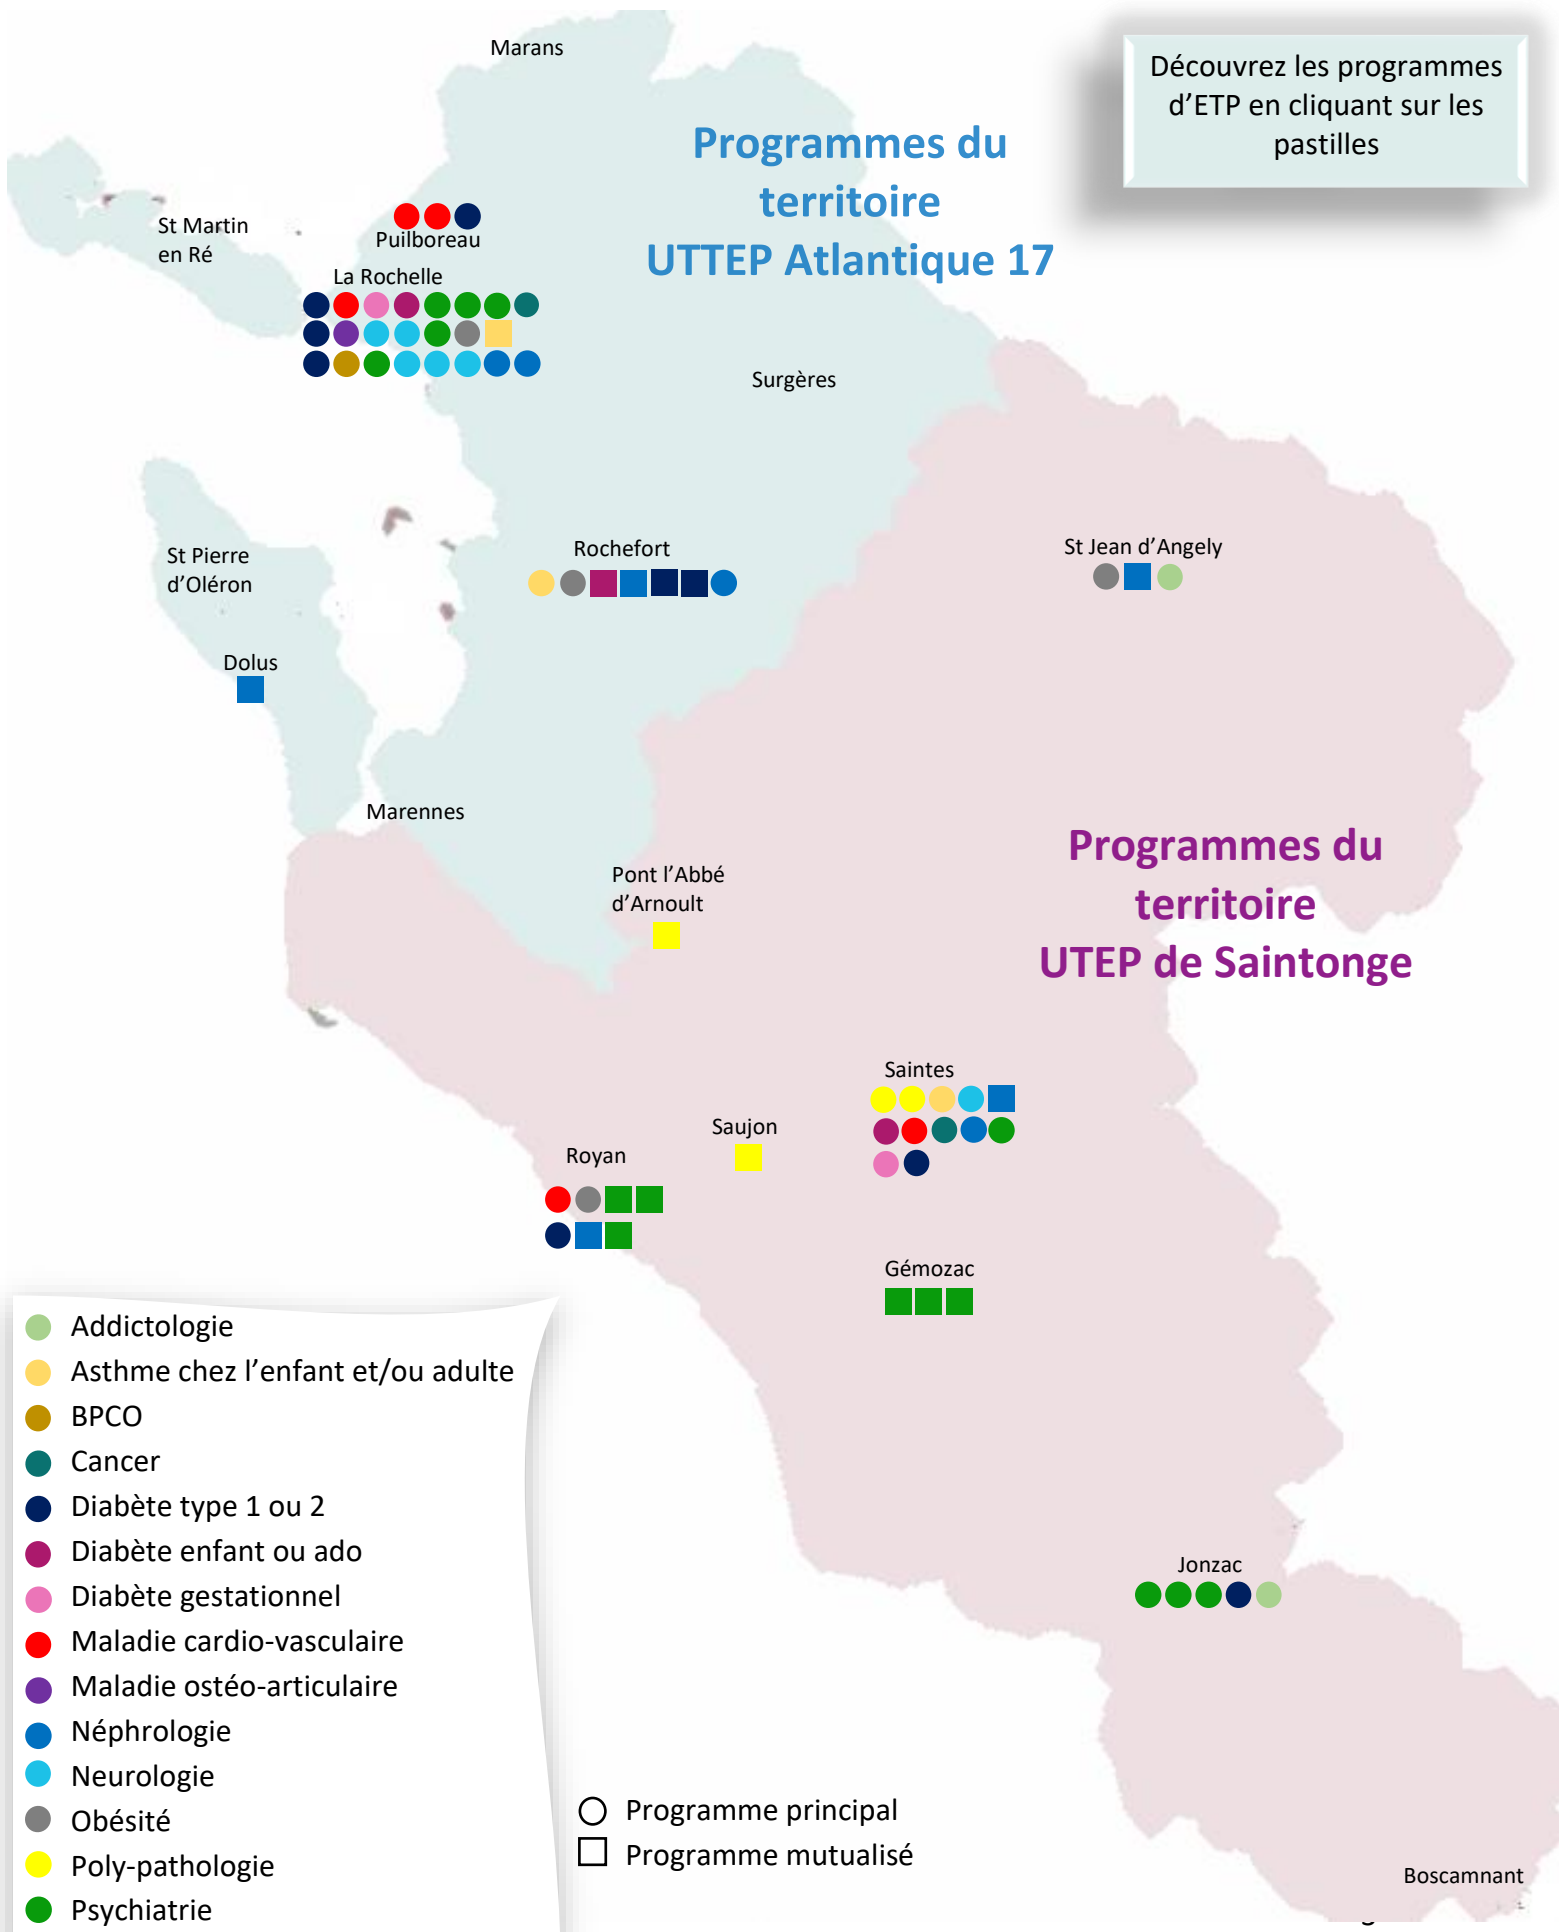 Marans
Découvrez les programmes
d’ETP en cliquant sur les
pastilles
Programmes du
territoire
UTTEP Atlantique 17
St Martin
en Ré
Puilboreau
La Rochelle
Surgères
St Pierre
d’Oléron
Rochefort
St Jean d’Angely
Dolus
Marennes
Pont l’Abbé
d’Arnoult
Programmes du
territoire
UTEP de Saintonge
Saintes
Saujon
Royan
Gémozac
Jonzac
Addictologie
Asthme chez l’enfant et/ou adulte
BPCO
Cancer
Diabète type 1 ou 2
Diabète enfant ou ado
Diabète gestationnel
Maladie cardio-vasculaire
Maladie ostéo-articulaire
Néphrologie
Neurologie
Obésité
Poly-pathologie
Psychiatrie
Programme principal
Programme mutualisé
Boscamnant